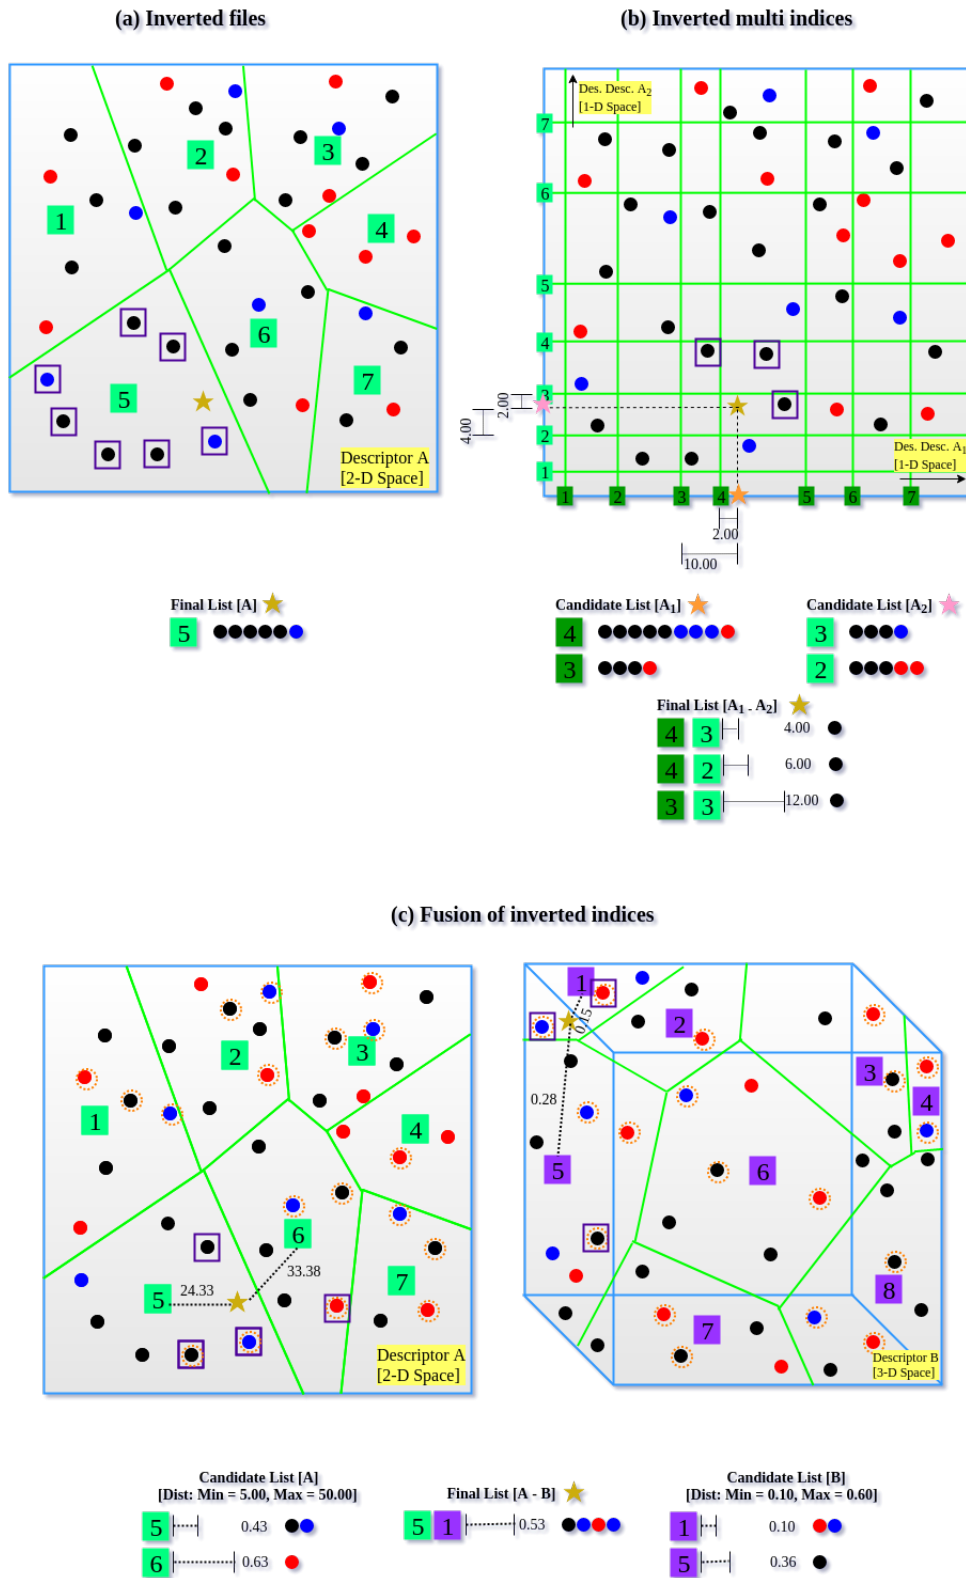 (a) Inverted files
(b) Inverted multi indices
1
2
3
4
5
6
7
Descriptor A
[2-D Space]
Des. Desc. A2
[1-D Space]
7
6
5
4
3
2
1
2.00
4.00
Des. Desc. A1
[1-D Space]
1 2 3 4 5 6 7
2.00
10.00
Final List [A]
5
Candidate List [A1]
4
3
Candidate List [A2]
3
2
Final List [A1 - A2]
4 3 4.00
4 2 6.00
3 3 12.00
(c) Fusion of inverted indices
1
2
3
4
5
6
7
24.33
33.38
Descriptor A
[2-D Space]
1
2
3
4
5
6
7
8
0.15
0.28
Descriptor B
[3-D Space]
Candidate List [A]
[Dist: Min = 5.00, Max = 50.00]
5 0.43
6 0.63
Final List [A - B]
5 1 0.53
Candidate List [B]
[Dist: Min = 0.10, Max = 0.60]
1 0.10
5 0.36